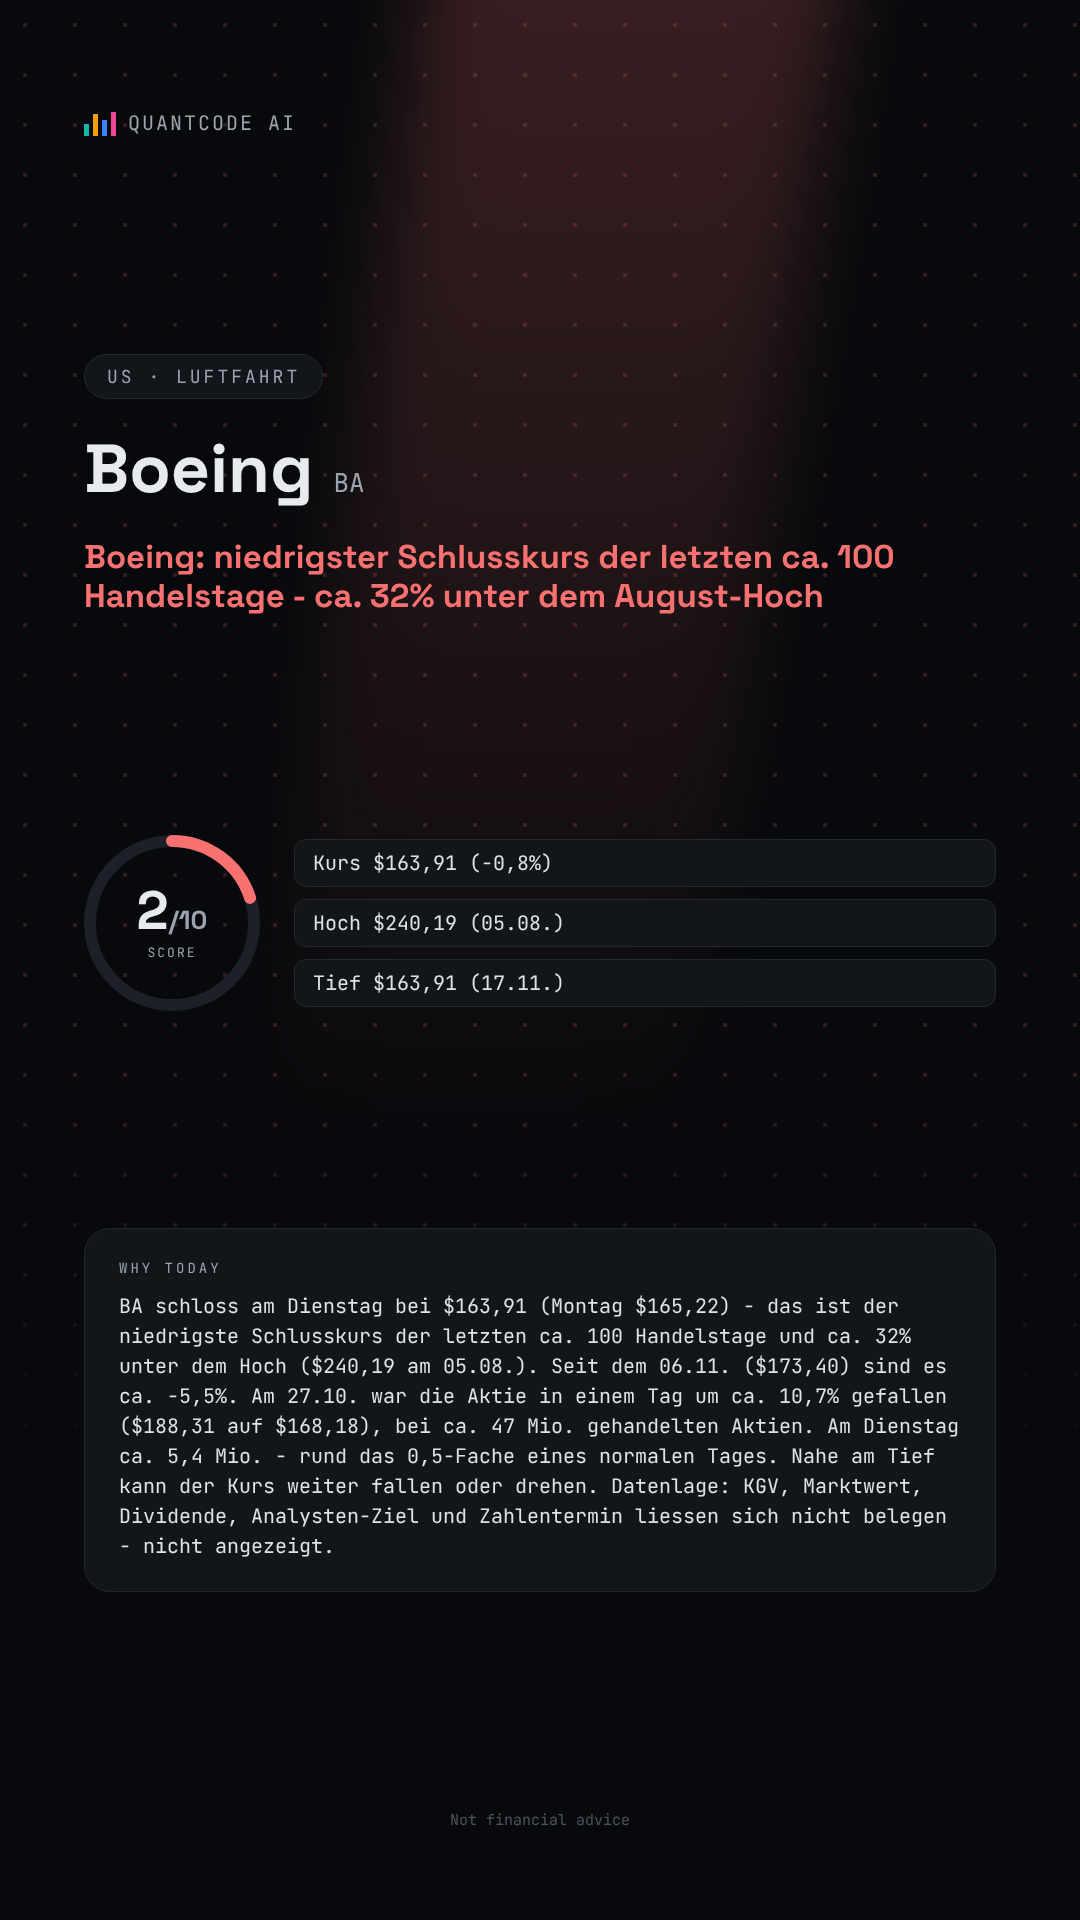 QUANTCODE AI
US · LUFTFAHRT
Boeing BA
Boeing: niedrigster Schlusskurs der letzten ca. 100
Handelstage - ca. 32% unter dem August-Hoch
2/10
SCORE
Kurs $163,91 (-0,8%)
Hoch $240,19 (05.08.)
Tief $163,91 (17.11.)
WHY TODAY
BA schloss am Dienstag bei $163,91 (Montag $165,22) - das ist der
niedrigste Schlusskurs der letzten ca. 100 Handelstage und ca. 32%
unter dem Hoch ($240,19 am 05.08.). Seit dem 06.11. ($173,40) sind es
ca. -5,5%. Am 27.10. war die Aktie in einem Tag um ca. 10,7% gefallen
($188,31 auf $168,18), bei ca. 47 Mio. gehandelten Aktien. Am Dienstag
ca. 5,4 Mio. - rund das 0,5-Fache eines normalen Tages. Nahe am Tief
kann der Kurs weiter fallen oder drehen. Datenlage: KGV, Marktwert,
Dividende, Analysten-Ziel und Zahlentermin liessen sich nicht belegen
- nicht angezeigt.
Not financial advice